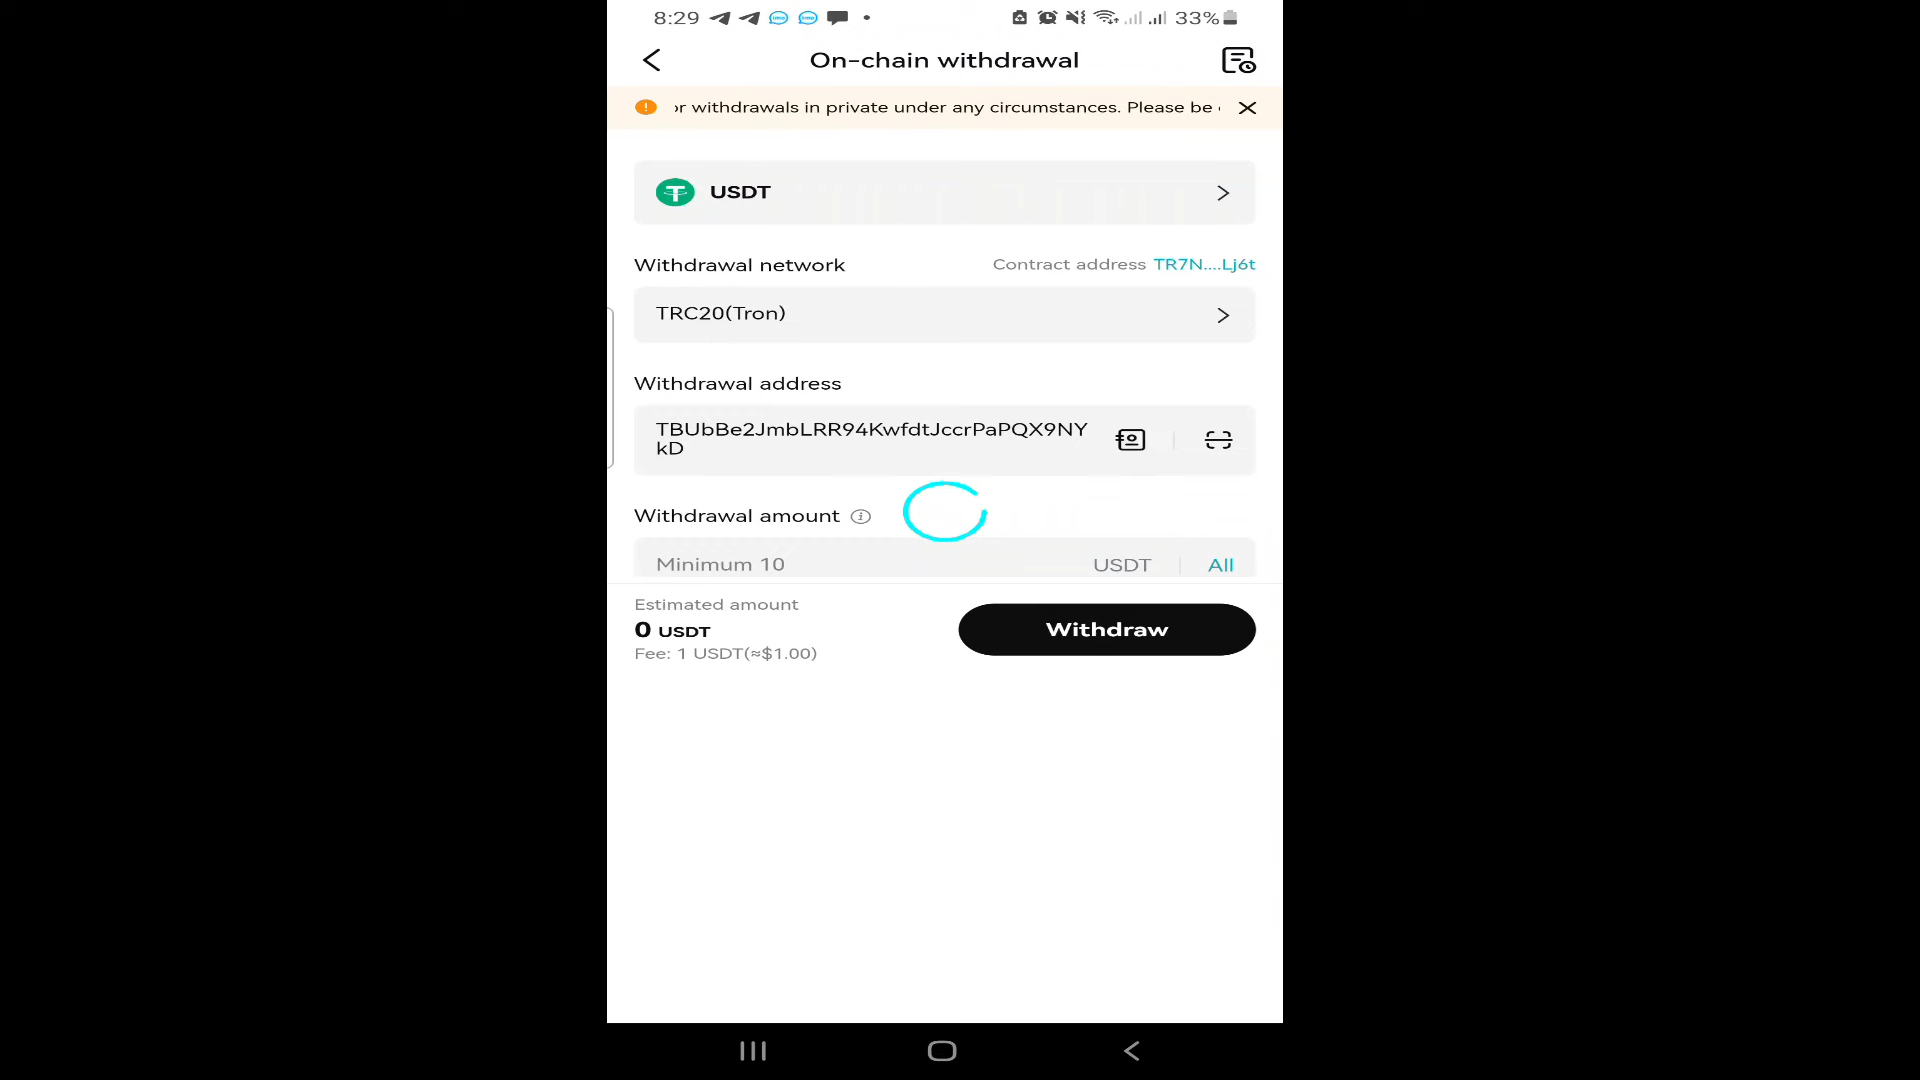 8:29
33%
On-chain withdrawal
or withdrawals in private under any circumstances. Please be
USDT
Withdrawal network
Contract address TR7N....Lj6t
TRC20(Tron)
Withdrawal address
TBUbBe2JmbLRR94KwfdtJccrPaPQX9NY
kD
Withdrawal amount
Minimum 10 USDT All
Estimated amount
0 USDT
Fee: 1 USDT(≈$1.00)
Withdraw